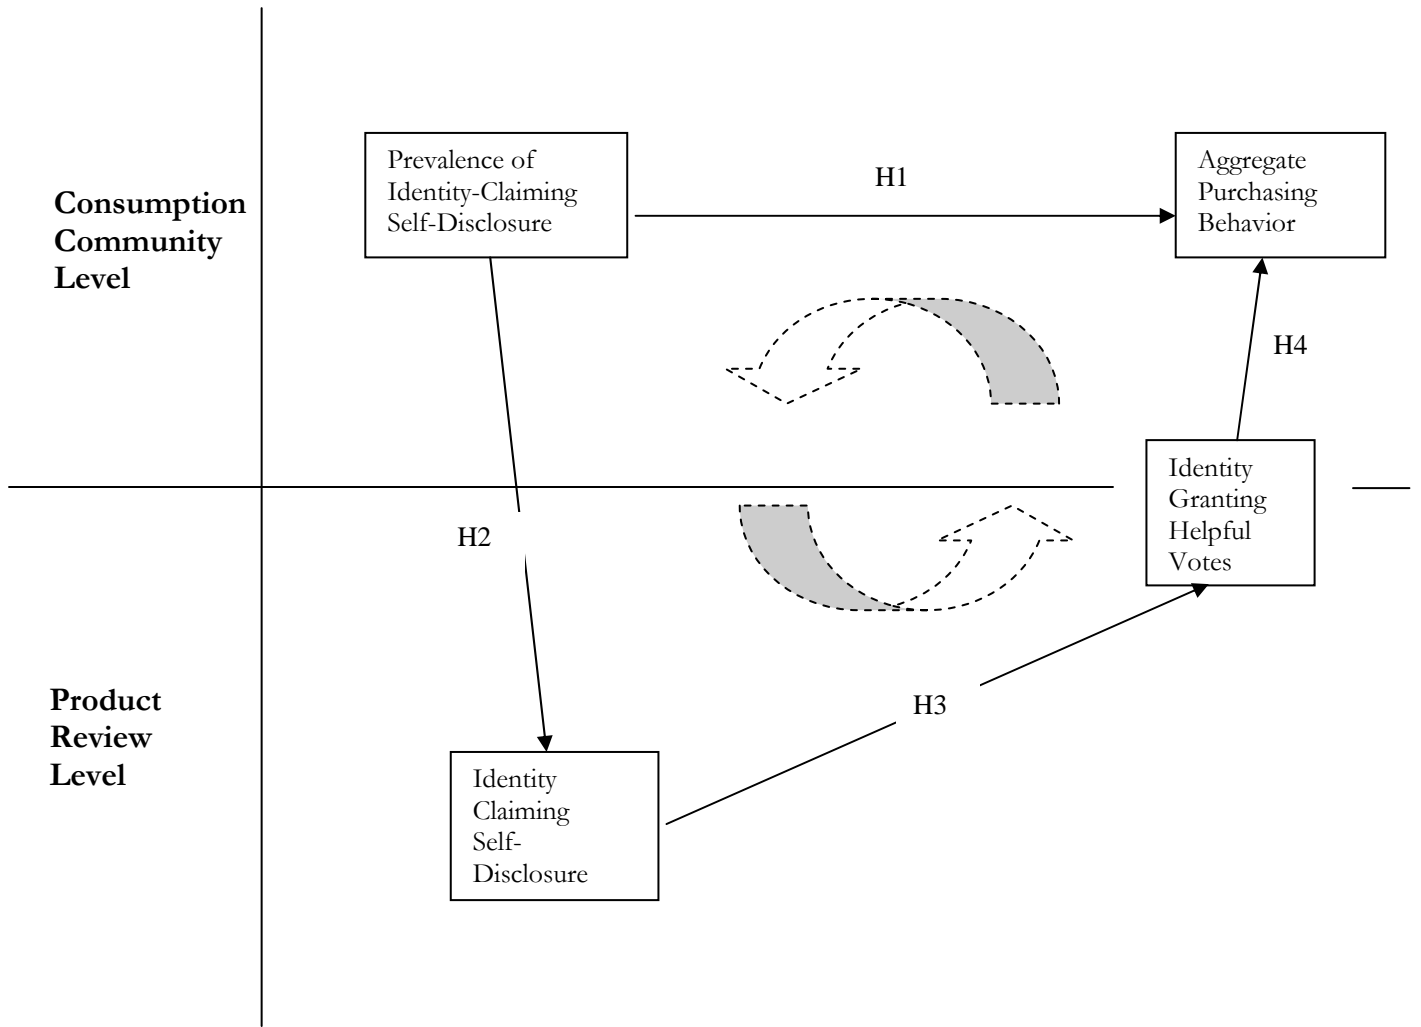 Consumption
Community
Level
Prevalence of
Identity-Claiming
Self-Disclosure
H1
Aggregate
Purchasing
Behavior
H4
Identity
Granting
Helpful
Votes
H2
Product
Review
Level
H3
Identity
Claiming
Self-
Disclosure